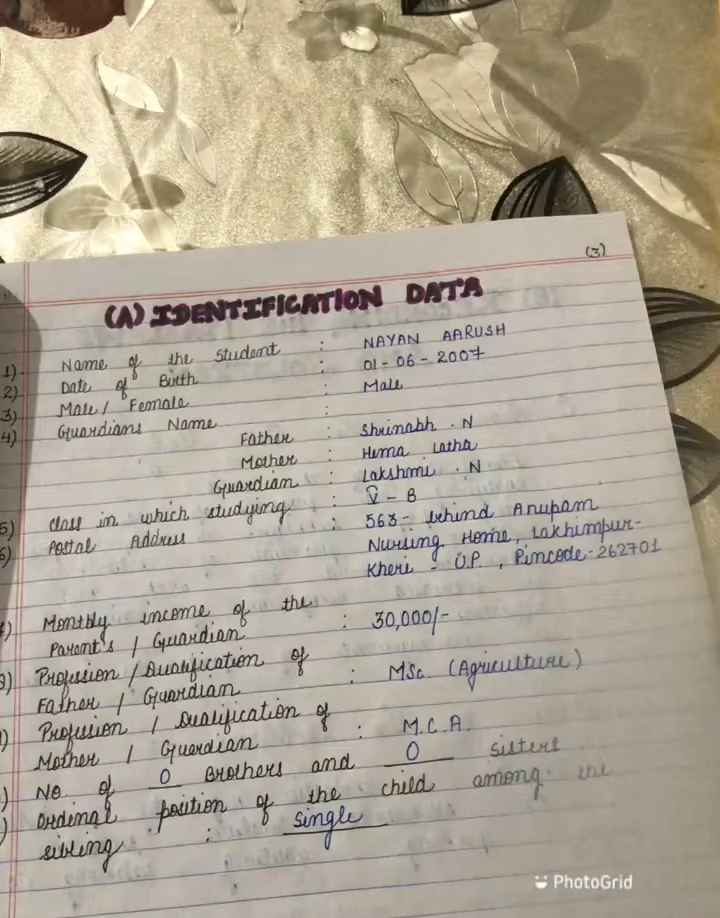 (3)
(A) IDENTIFICATION DATA
1) Name of the Student : NAYAN AARUSH
2) Date of Birth : 01-06-2007
3) Male / Female : Male
4) Guardians Name :
Father : Shrinabh . N
Mother : Hema Latha
Guardian : Lakshmi . N
5) Class in which studying : V - B
6) Postal Address : 563- behind Anupam
Nursing Home, Lakhimpur-
Kheri - U.P., Pincode-262701
) Monthly income of the
Parent's / Guardian : 30,000/-
) Profession / Qualification of
Father / Guardian : MSc (Agriculture)
) Profession / Qualification of
Mother / Guardian : M.C.A.
) No. of 0 Brothers and 0 sisters
) Ordinal position of the child among the
sibling : single
PhotoGrid